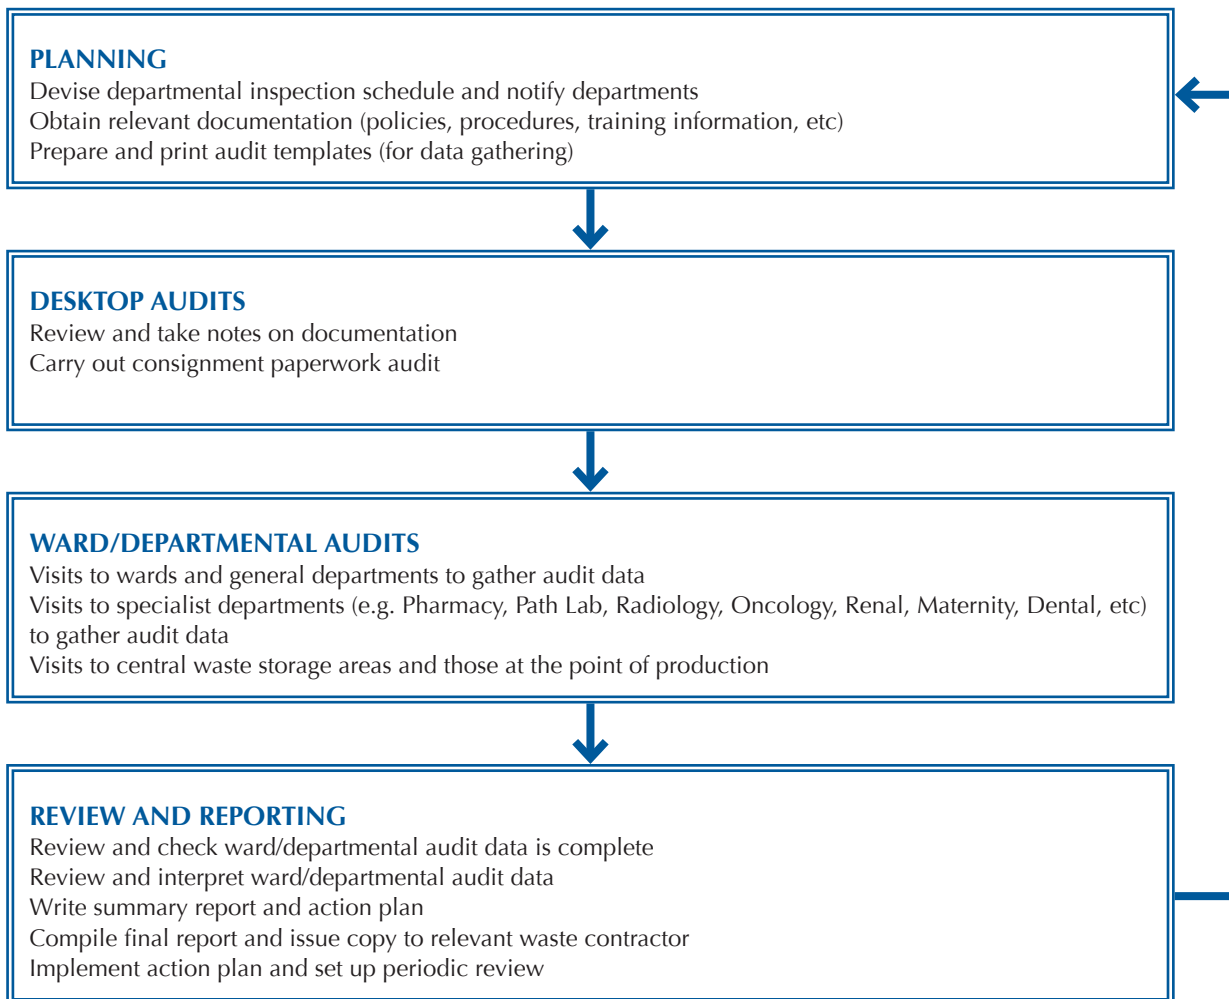 PLANNING
Devise departmental inspection schedule and notify departments
Obtain relevant documentation (policies, procedures, training information, etc)
Prepare and print audit templates (for data gathering)
DESKTOP AUDITS
Review and take notes on documentation
Carry out consignment paperwork audit
WARD/DEPARTMENTAL AUDITS
Visits to wards and general departments to gather audit data
Visits to specialist departments (e.g. Pharmacy, Path Lab, Radiology, Oncology, Renal, Maternity, Dental, etc)
to gather audit data
Visits to central waste storage areas and those at the point of production
REVIEW AND REPORTING
Review and check ward/departmental audit data is complete
Review and interpret ward/departmental audit data
Write summary report and action plan
Compile final report and issue copy to relevant waste contractor
Implement action plan and set up periodic review